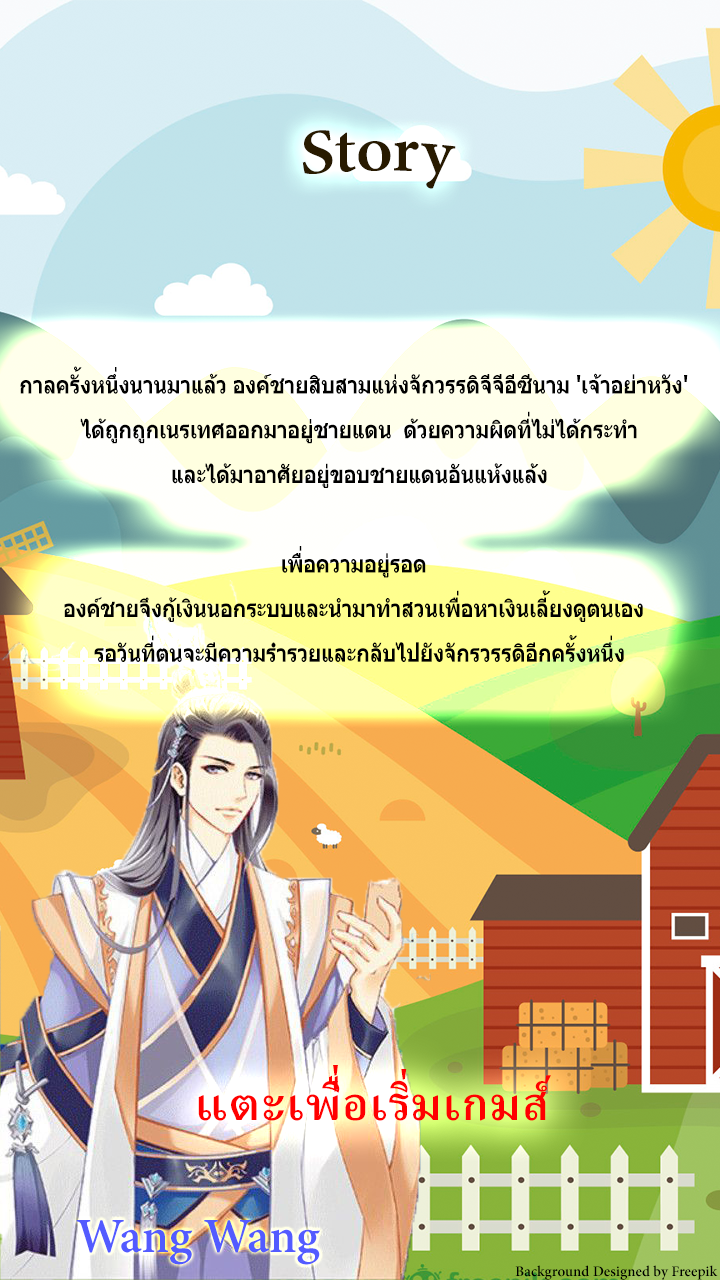 Story
กาลครั้งหนึ่งนานมาแล้ว องค์ชายสิบสามแห่งจักวรรดิจีจีอีซีนาม 'เจ้าอย่าหวัง'
ได้ถูกถูกเนรเทศออกมาอยู่ชายแดน ด้วยความผิดที่ไม่ได้กระทำ
และได้มาอาศัยอยู่ขอบชายแดนอันแห้งแล้ง
เพื่อความอยู่รอด
องค์ชายจึงกู้เงินนอกระบบและนำมาทำสวนเพื่อหาเงินเลี้ยงดูตนเอง
รอวันที่ตนจะมีความร่ำรวยและกลับไปยังจักรวรรดิอีกครั้งหนึ่ง
แตะเพื่อเริ่มเกมส์
Wang Wang
Background Designed by Freepik